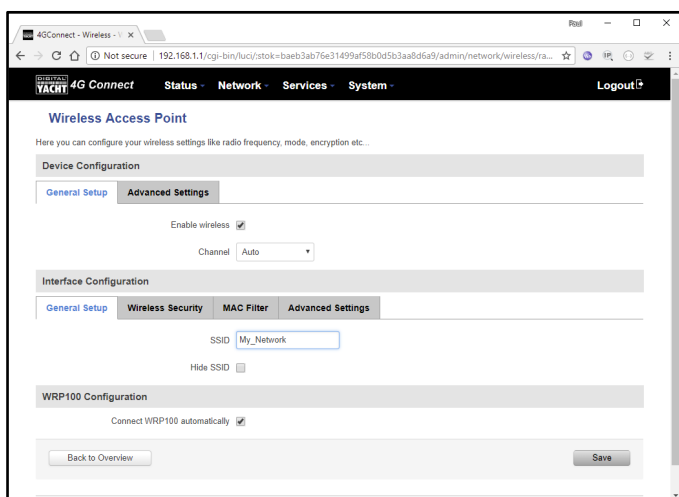 4GConnect - Wireless - V
Not secure | 192.168.1.1/cgi-bin/luci/;stok=baeb3ab76e31499af58b0d5b3aa8d6a9/admin/network/wireless/ra...
DIGITAL YACHT 4G Connect Status Network Services System Logout
Wireless Access Point
Here you can configure your wireless settings like radio frequency, mode, encryption etc...
Device Configuration
General Setup Advanced Settings
Enable wireless
Channel Auto
Interface Configuration
General Setup Wireless Security MAC Filter Advanced Settings
SSID My_Network
Hide SSID
WRP100 Configuration
Connect WRP100 automatically
Back to Overview Save